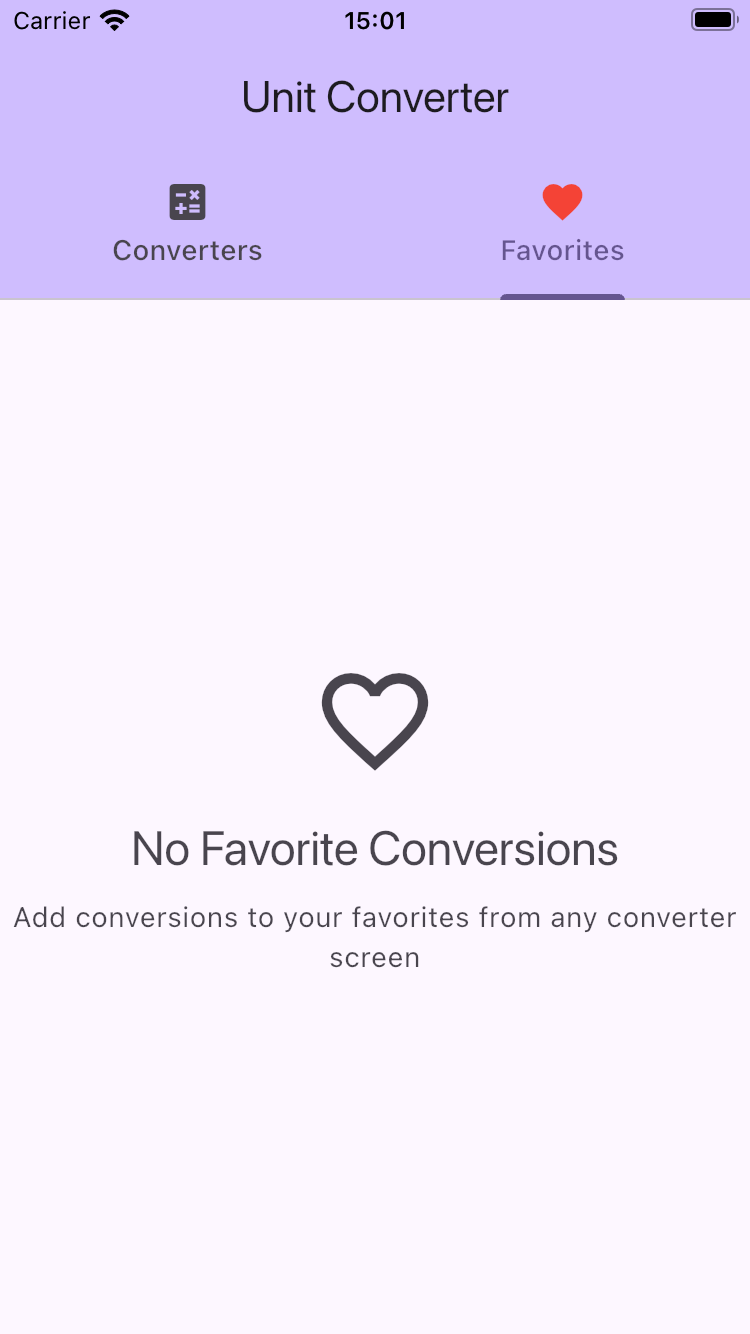 Carrier 15:01
Unit Converter
Converters Favorites
No Favorite Conversions
Add conversions to your favorites from any converter
screen